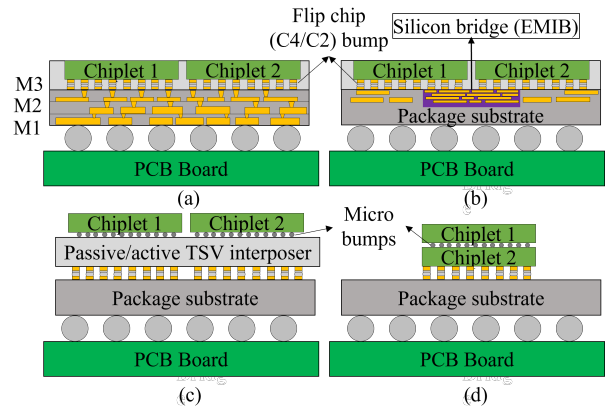 Flip chip
(C4/C2) bump
Silicon bridge (EMIB)
Chiplet 1
Chiplet 2
Chiplet 1
Chiplet 2
M3
M2
M1
Package substrate
PCB Board
PCB Board
(a)
(b)
Chiplet 1
Chiplet 2
Micro
bumps
Chiplet 1
Chiplet 2
Passive/active TSV interposer
Package substrate
Package substrate
PCB Board
PCB Board
(c)
(d)